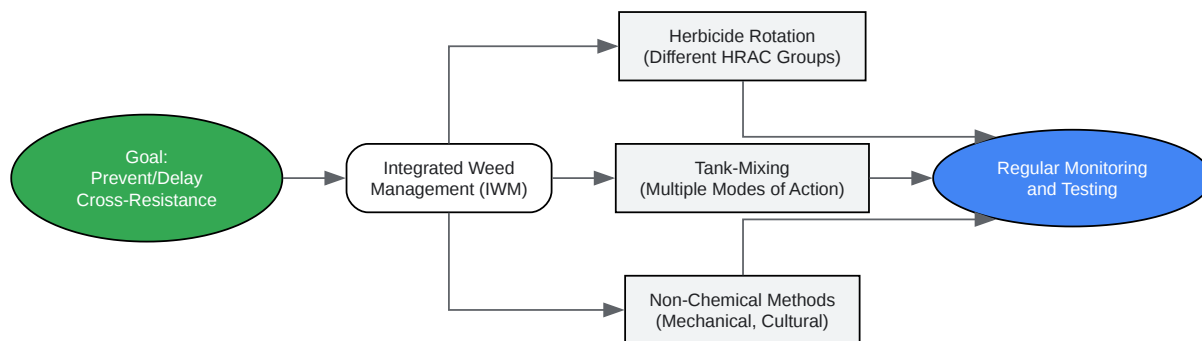 Goal:
Prevent/Delay
Cross-Resistance
Integrated Weed
Management (IWM)
Herbicide Rotation
(Different HRAC Groups)
Tank-Mixing
(Multiple Modes of Action)
Non-Chemical Methods
(Mechanical, Cultural)
Regular Monitoring
and Testing